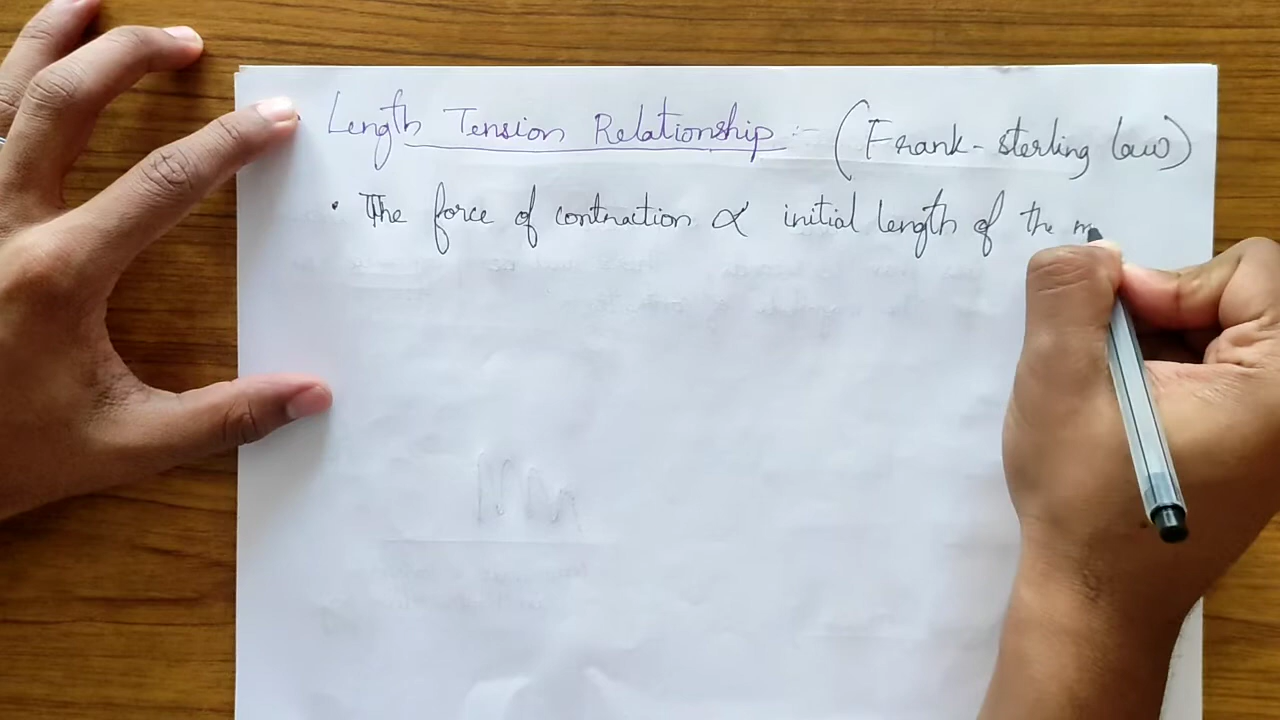 Length Tension Relationship :- (Frank-sterling law)
• The force of contraction ∝ initial length of the m